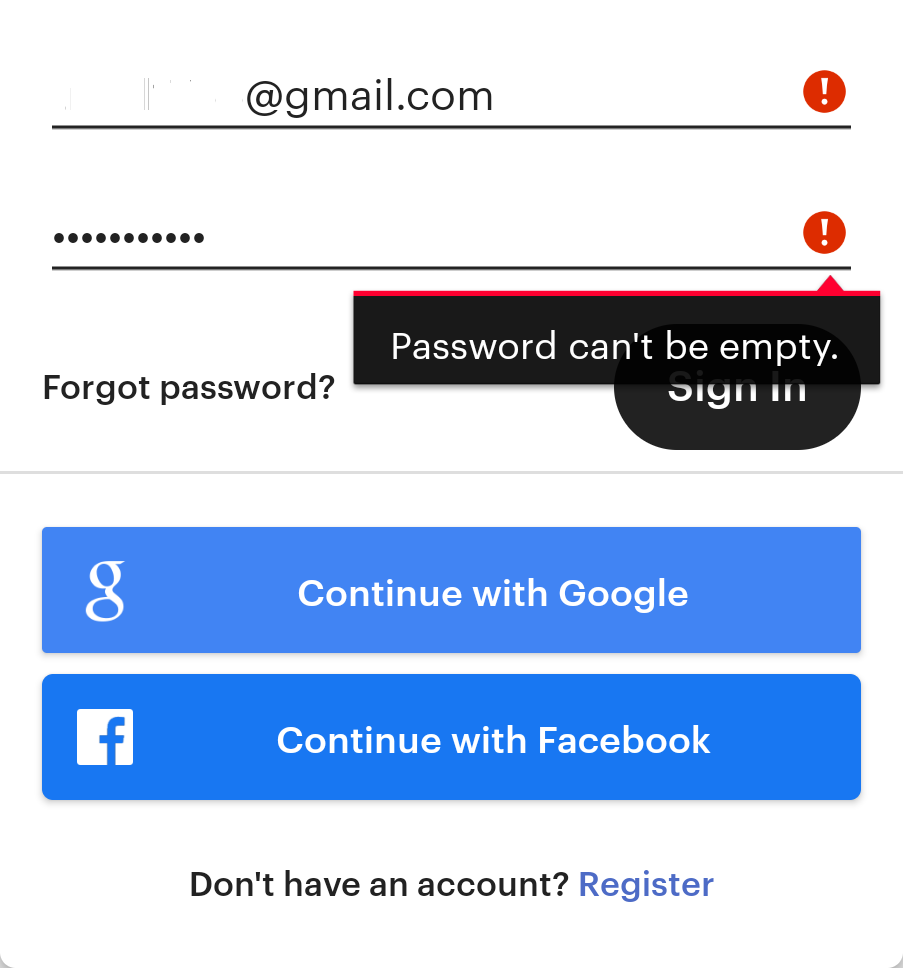 @gmail.com
•••••••••••
Password can't be empty.
Forgot password?
Sign In
Continue with Google
Continue with Facebook
Don't have an account? Register